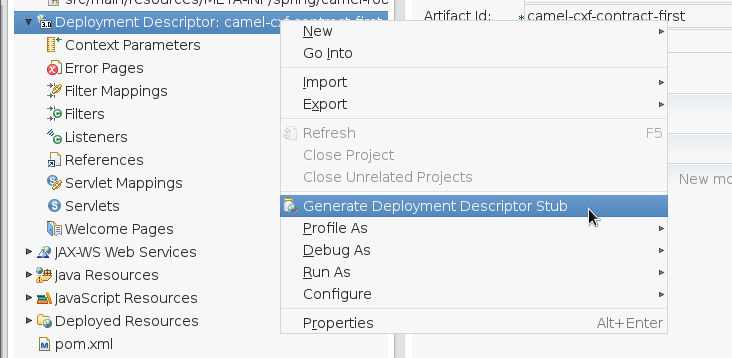 src/main/resources/META-INF/spring/camel-rou
Deployment Descriptor: camel-cxf-contract-first
Artifact Id: *camel-cxf-contract-first
Context Parameters
Error Pages
Filter Mappings
Filters
Listeners
References
Servlet Mappings
Servlets
Welcome Pages
JAX-WS Web Services
Java Resources
JavaScript Resources
Deployed Resources
pom.xml
New
Go Into
Import
Export
Refresh F5
Close Project
Close Unrelated Projects
Generate Deployment Descriptor Stub
Profile As
Debug As
Run As
Configure
Properties Alt+Enter
New mo